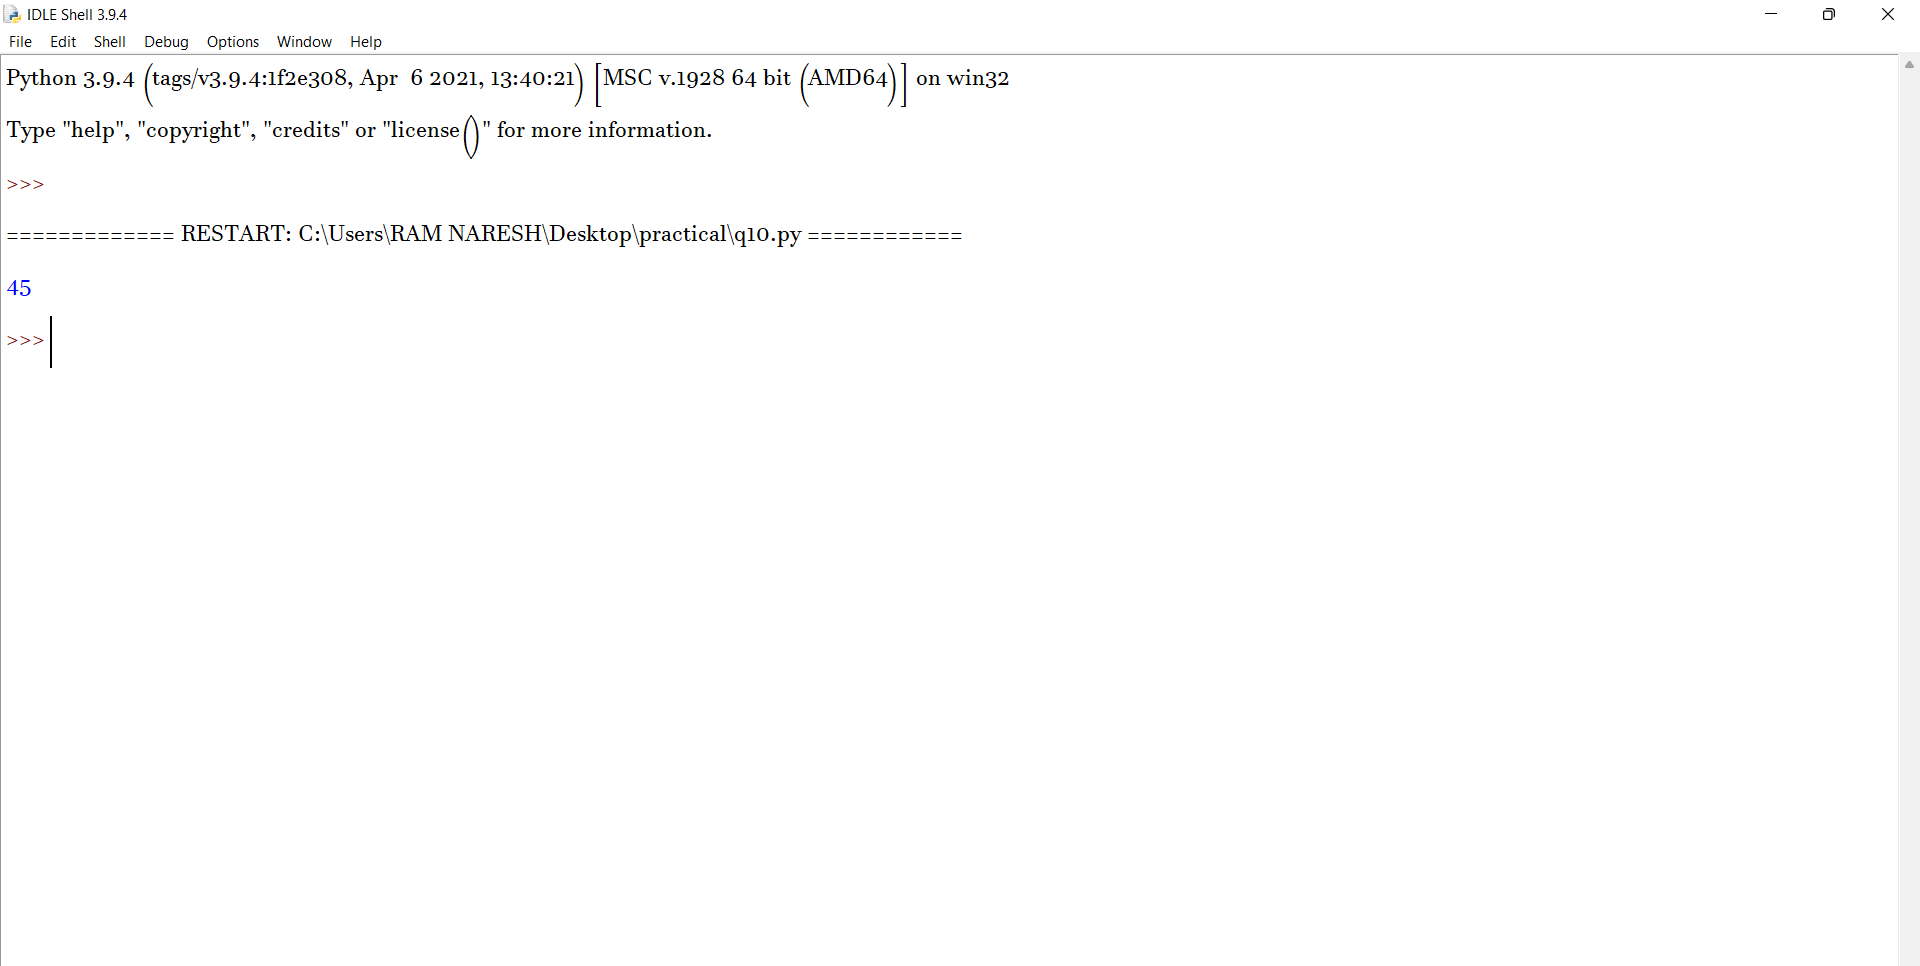 IDLE Shell 3.9.4
File Edit Shell Debug Options Window Help
Python 3.9.4 (tags/v3.9.4:1f2e308, Apr  6 2021, 13:40:21) [MSC v.1928 64 bit (AMD64)] on win32
Type "help", "copyright", "credits" or "license()" for more information.
>>>
============= RESTART: C:\Users\RAM NARESH\Desktop\practical\q10.py ============
45
>>>